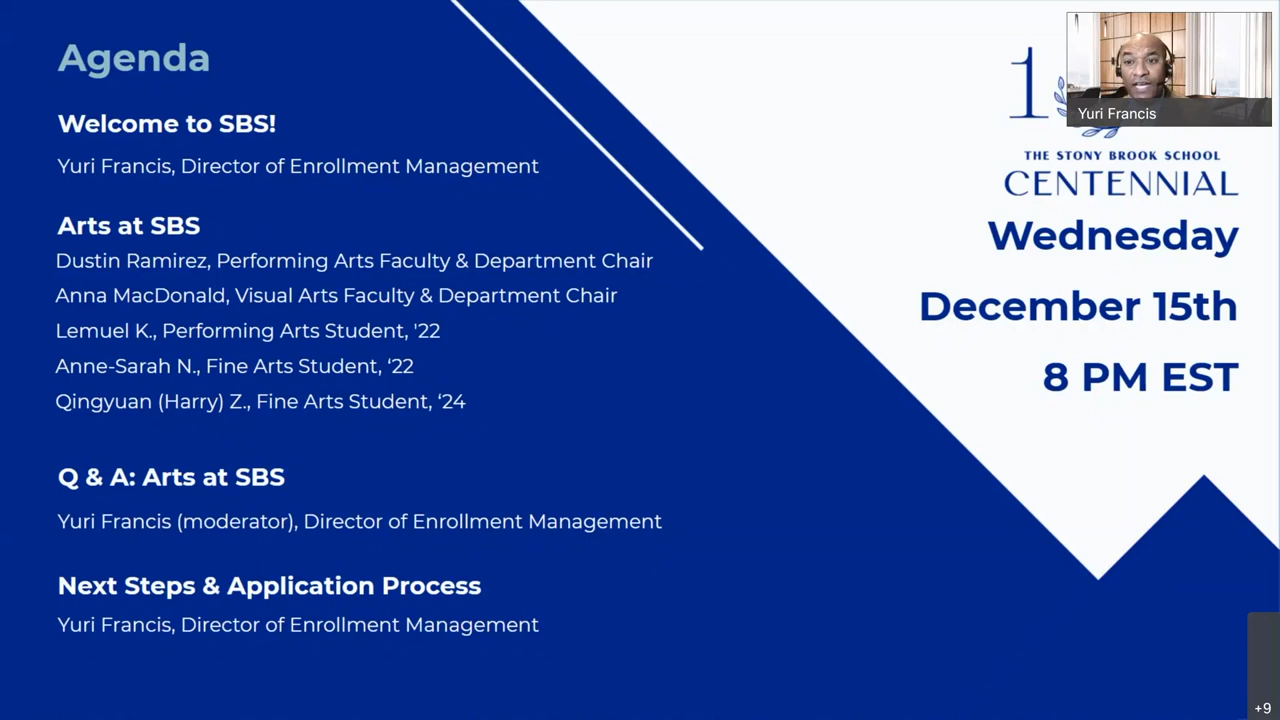 Agenda
Welcome to SBS!
Yuri Francis, Director of Enrollment Management
Arts at SBS
Dustin Ramirez, Performing Arts Faculty & Department Chair
Anna MacDonald, Visual Arts Faculty & Department Chair
Lemuel K., Performing Arts Student, '22
Anne-Sarah N., Fine Arts Student, ‘22
Qingyuan (Harry) Z., Fine Arts Student, ‘24
Q & A: Arts at SBS
Yuri Francis (moderator), Director of Enrollment Management
Next Steps & Application Process
Yuri Francis, Director of Enrollment Management
1
Yuri Francis
THE STONY BROOK SCHOOL
CENTENNIAL
Wednesday
December 15th
8 PM EST
+9